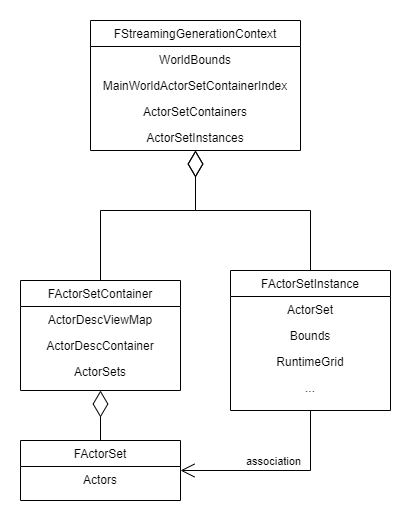 FStreamingGenerationContext
WorldBounds
MainWorldActorSetContainerIndex
ActorSetContainers
ActorSetInstances
FActorSetContainer
ActorDescViewMap
ActorDescContainer
ActorSets
FActorSetInstance
ActorSet
Bounds
RuntimeGrid
...
FActorSet
Actors
association